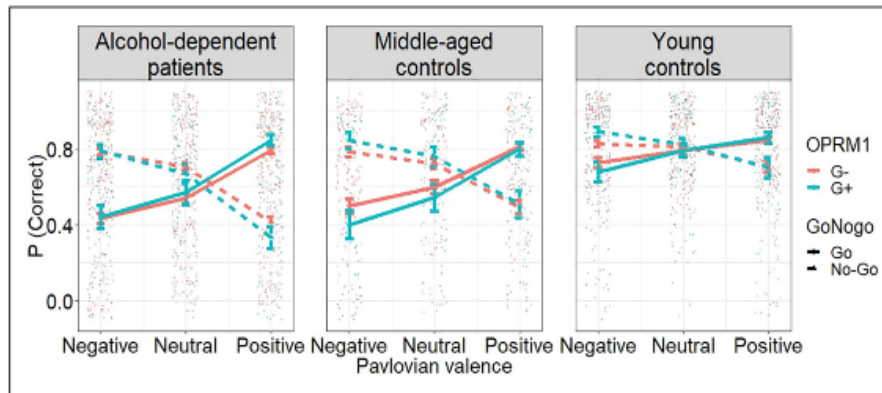 Alcohol-dependent
patients
Middle-aged
controls
Young
controls
P (Correct)
0.8
0.4
0.0
Negative Neutral Positive
Negative Neutral Positive
Negative Neutral Positive
Pavlovian valence
OPRM1
G-
G+
GoNogo
Go
No-Go